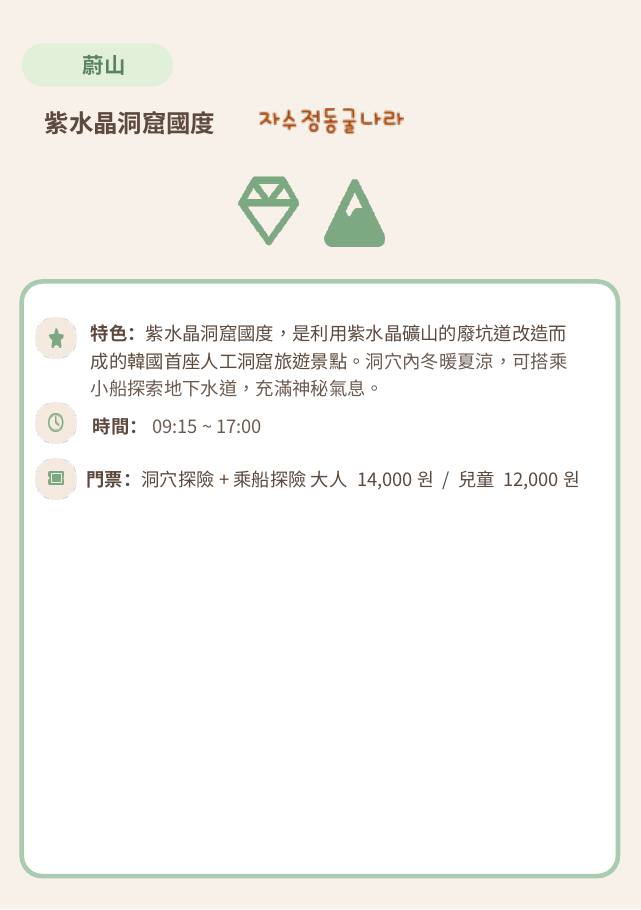 蔚山
紫水晶洞窟國度 자수정동굴나라
特色：紫水晶洞窟國度，是利用紫水晶礦山的廢坑道改造而
成的韓國首座人工洞窟旅遊景點。洞穴內冬暖夏涼，可搭乘
小船探索地下水道，充滿神秘氣息。
時間： 09:15 ~ 17:00
門票：洞穴探險 + 乘船探險 大人 14,000 원 / 兒童 12,000 원